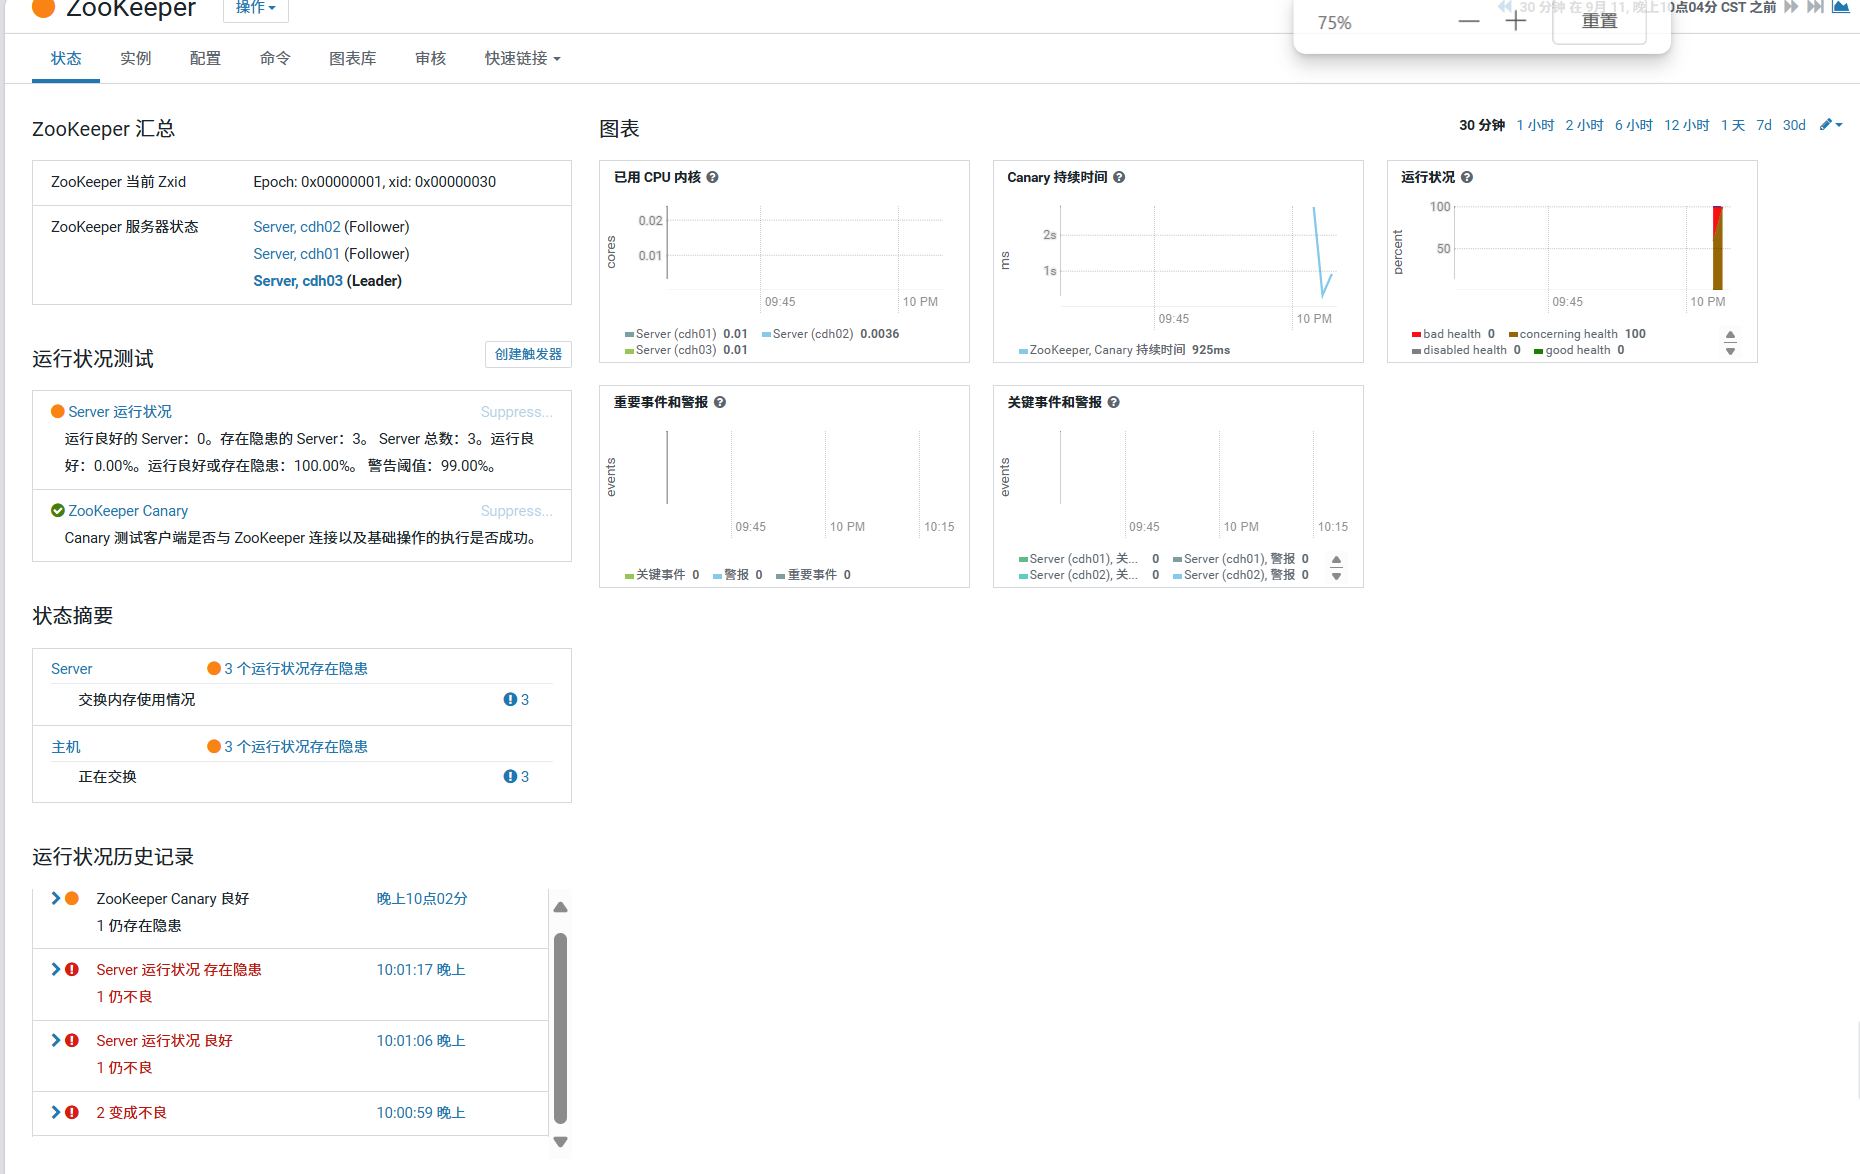 ZooKeeper 操作
30 分钟 在 9月 11, 晚上10点04分 CST 之前
75% — + 重置
状态 实例 配置 命令 图表库 审核 快速链接
ZooKeeper 汇总
ZooKeeper 当前 Zxid Epoch: 0x00000001, xid: 0x00000030
ZooKeeper 服务器状态 Server, cdh02 (Follower)
Server, cdh01 (Follower)
Server, cdh03 (Leader)
运行状况测试 创建触发器
Server 运行状况 Suppress...
运行良好的 Server：0。存在隐患的 Server：3。 Server 总数：3。运行良
好：0.00%。运行良好或存在隐患：100.00%。 警告阈值：99.00%。
ZooKeeper Canary Suppress...
Canary 测试客户端是否与 ZooKeeper 连接以及基础操作的执行是否成功。
状态摘要
Server 3 个运行状况存在隐患
交换内存使用情况 3
主机 3 个运行状况存在隐患
正在交换 3
运行状况历史记录
ZooKeeper Canary 良好 晚上10点02分
1 仍存在隐患
Server 运行状况 存在隐患 10:01:17 晚上
1 仍不良
Server 运行状况 良好 10:01:06 晚上
1 仍不良
2 变成不良 10:00:59 晚上
图表
30 分钟 1 小时 2 小时 6 小时 12 小时 1 天 7d 30d
已用 CPU 内核
cores
0.02
0.01
09:45 10 PM
Server (cdh01) 0.01 Server (cdh02) 0.0036
Server (cdh03) 0.01
Canary 持续时间
ms
2s
1s
09:45 10 PM
ZooKeeper, Canary 持续时间 925ms
运行状况
percent
100
50
09:45 10 PM
bad health 0 concerning health 100
disabled health 0 good health 0
重要事件和警报
events
09:45 10 PM 10:15
关键事件 0 警报 0 重要事件 0
关键事件和警报
events
09:45 10 PM 10:15
Server (cdh01), 关... 0 Server (cdh01), 警报 0
Server (cdh02), 关... 0 Server (cdh02), 警报 0